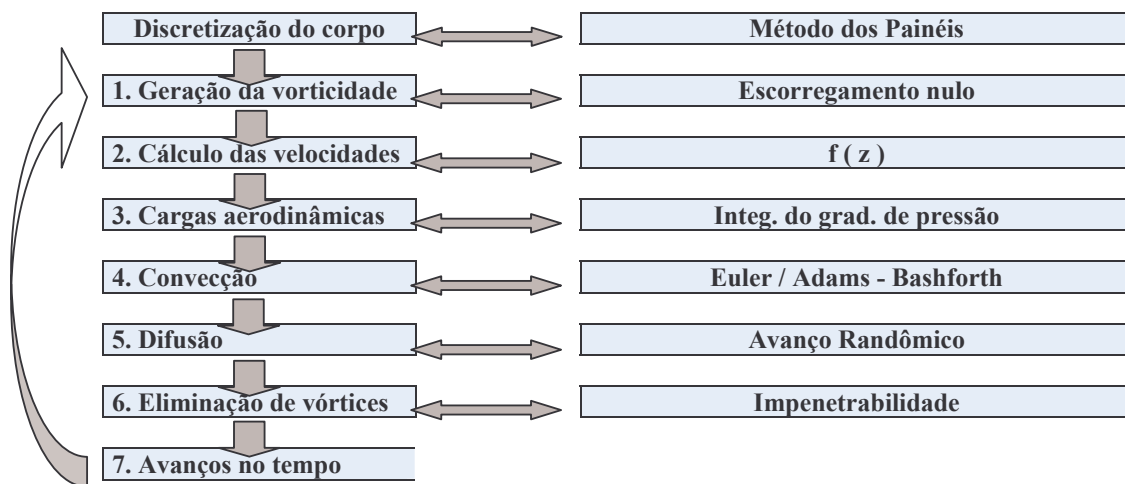 Discretização do corpo
Método dos Painéis
1. Geração da vorticidade
Escorregamento nulo
2. Cálculo das velocidades
f ( z )
3. Cargas aerodinâmicas
Integ. do grad. de pressão
4. Convecção
Euler / Adams - Bashforth
5. Difusão
Avanço Randômico
6. Eliminação de vórtices
Impenetrabilidade
7. Avanços no tempo